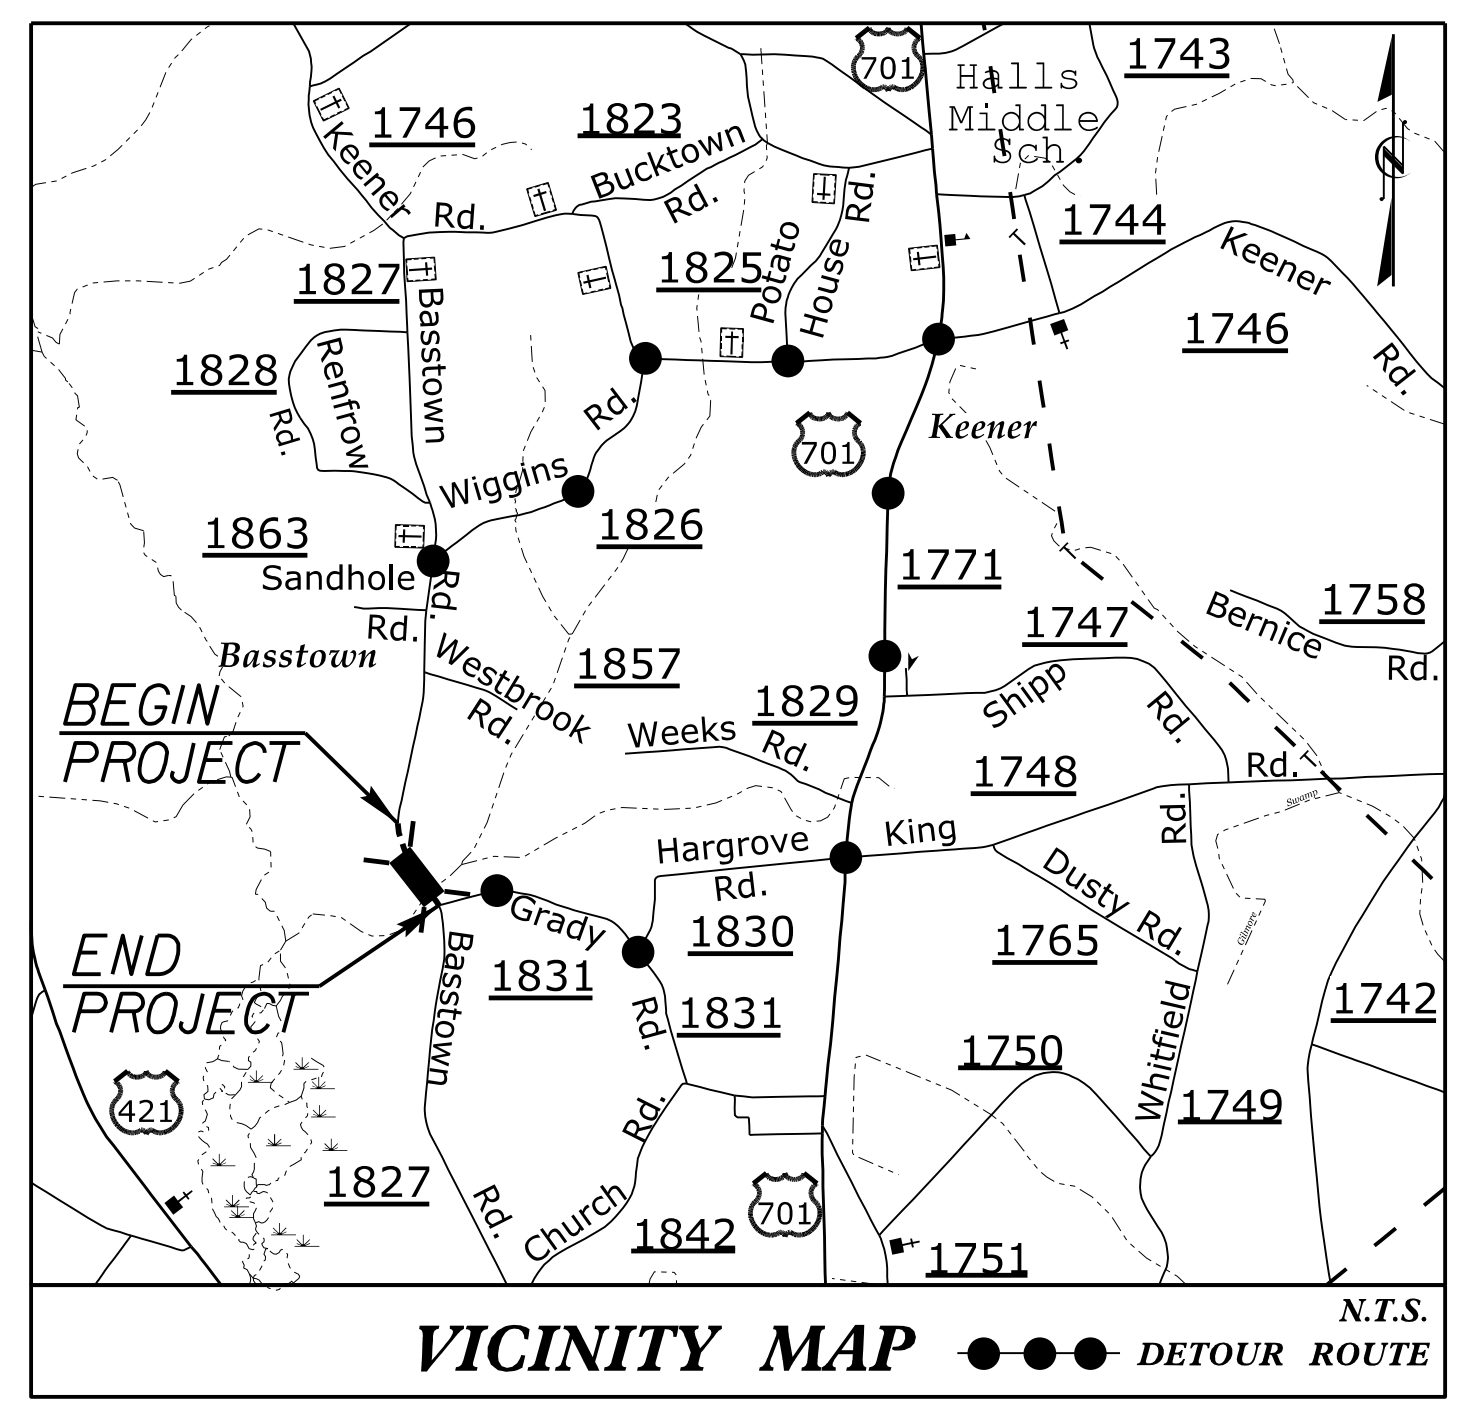 701
Halls
Middle
Sch.
1743
1746
Keener
Rd.
1823
Bucktown
Rd.
1744
Keener
Rd.
1746
1827
Basstown
Rd.
1825
Potato
House Rd.
1828
Renfrow
Rd.
Wiggins
Rd.
701
Keener
1863
Sandhole
Rd.
1826
1771
1747
Bernice
Rd.
1758
Basstown
Westbrook
Rd.
1857
Shipp
Rd.
BEGIN
PROJECT
Weeks
Rd.
1829
1748
Rd.
Swamp
Hargrove
Rd.
King
Rd.
Dusty Rd.
Gilmore
END
PROJECT
Grady
Rd.
1830
1765
Basstown
Rd.
1831
1831
Whitfield
1742
1750
1749
421
1827
Church
Rd.
1842
701
1751
N.T.S.
VICINITY MAP
DETOUR ROUTE